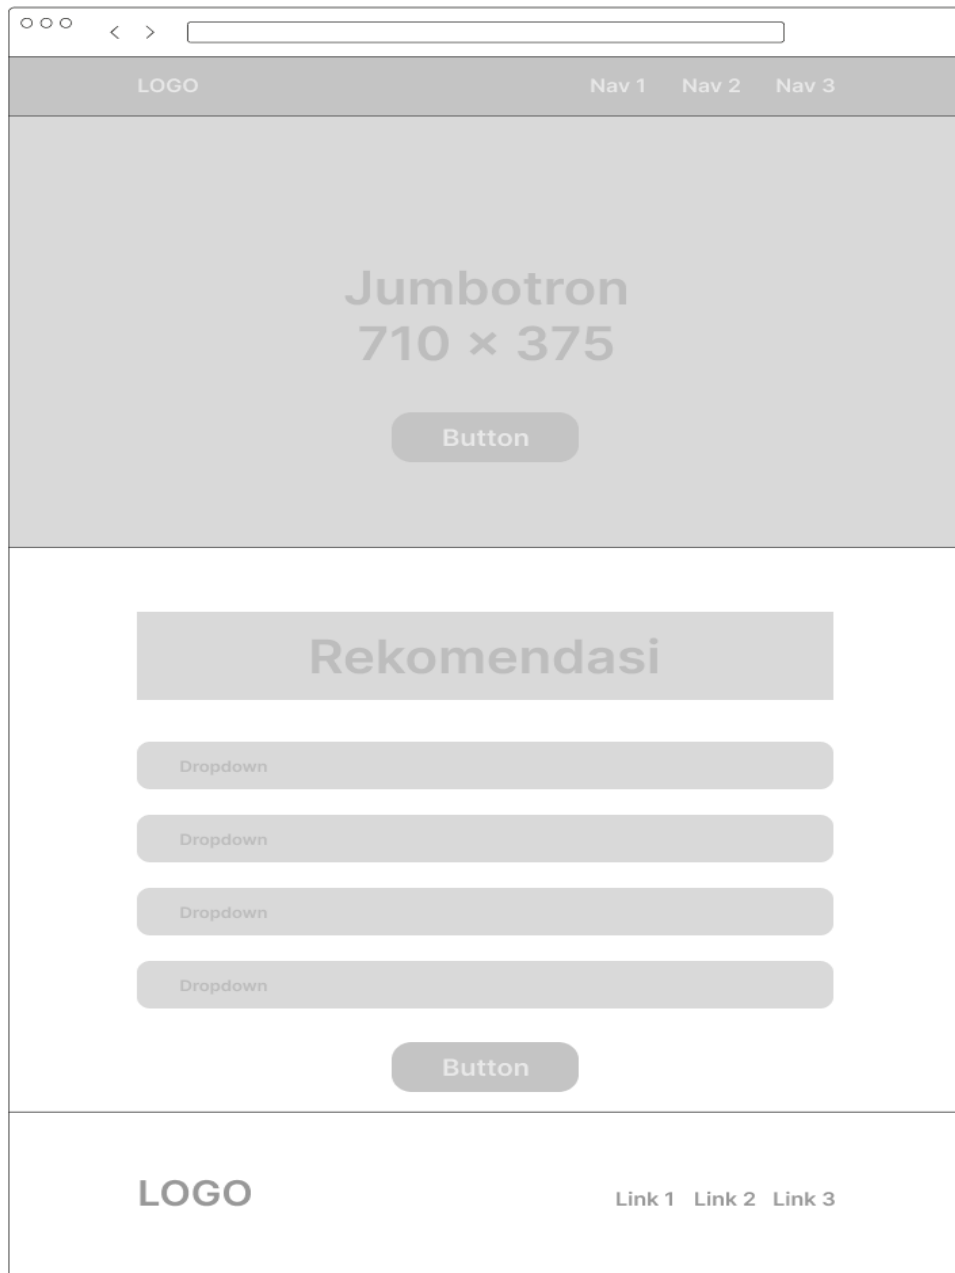 LOGO
Nav 1
Nav 2
Nav 3
Jumbotron
710 × 375
Button
Rekomendasi
Dropdown
Dropdown
Dropdown
Dropdown
Button
LOGO
Link 1
Link 2
Link 3